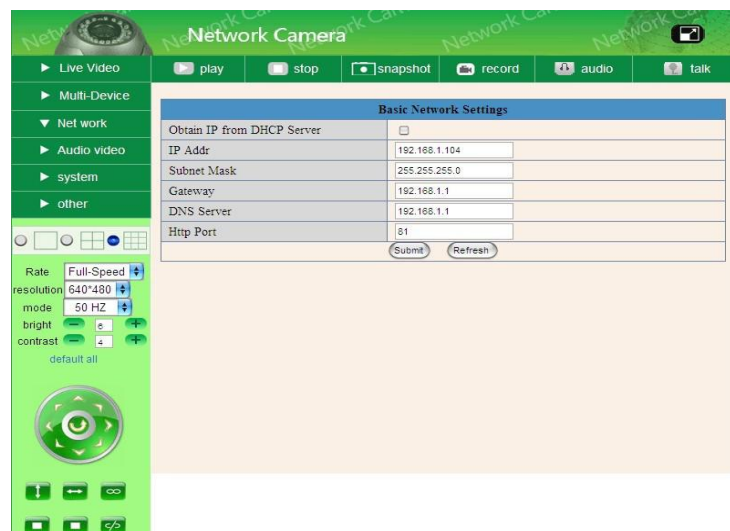 Network Camera
Network Camera
Network Camera
Network Camera
Live Video
play
stop
snapshot
record
audio
talk
Multi-Device
Net work
Audio video
system
other
Basic Network Settings
Obtain IP from DHCP Server
IP Addr 192.168.1.104
Subnet Mask 255.255.255.0
Gateway 192.168.1.1
DNS Server 192.168.1.1
Http Port 81
Submit Refresh
Rate Full-Speed
resolution 640*480
mode 50 HZ
bright 6
contrast 4
default all